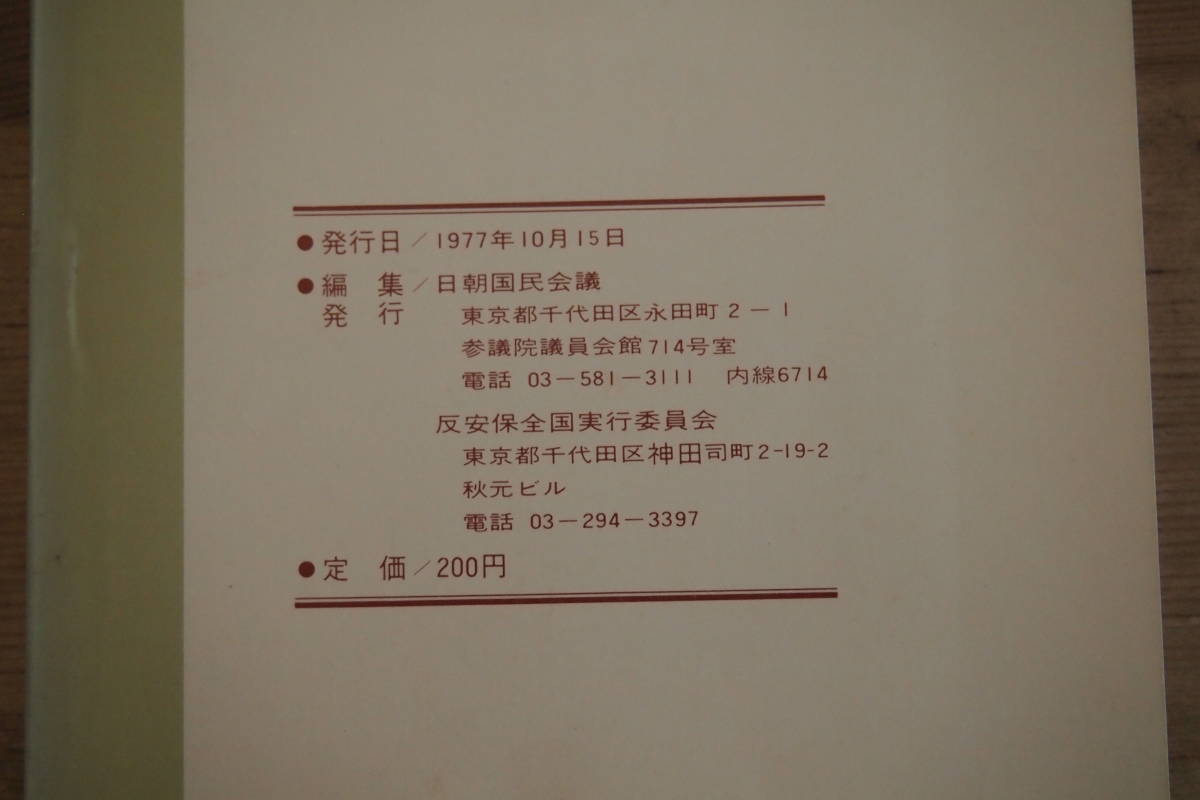 ●発行日／1977年10月15日
●編　集／日朝国民会議
発　行
東京都千代田区永田町2－1
参議院議員会館714号室
電話 03－581－3111　内線6714
反安保全国実行委員会
東京都千代田区神田司町2-19-2
秋元ビル
電話 03－294－3397
●定　価／200円